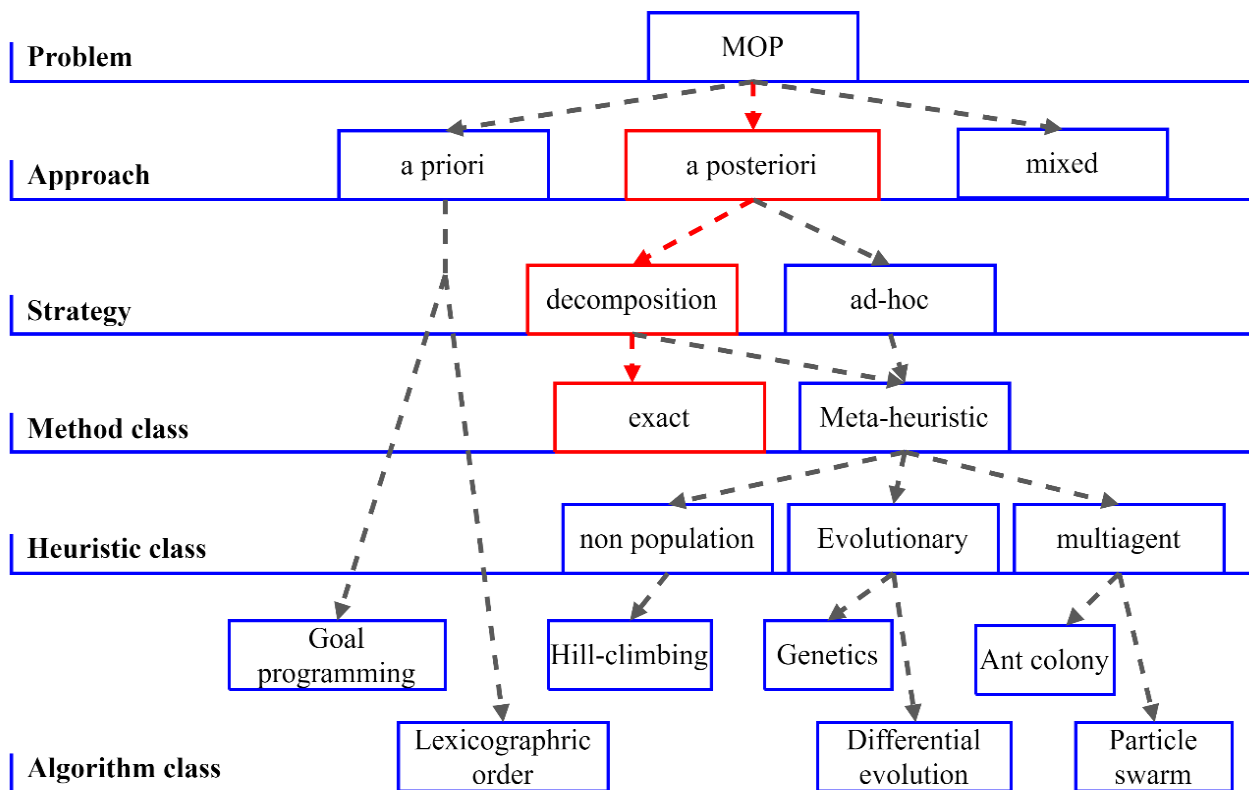 MOP
Problem
a priori
a posteriori
mixed
Approach
decomposition
ad-hoc
Strategy
exact
Meta-heuristic
Method class
non population
Evolutionary
multiagent
Heuristic class
Goal
programming
Hill-climbing
Genetics
Ant colony
Lexicographric
order
Differential
evolution
Particle
swarm
Algorithm class